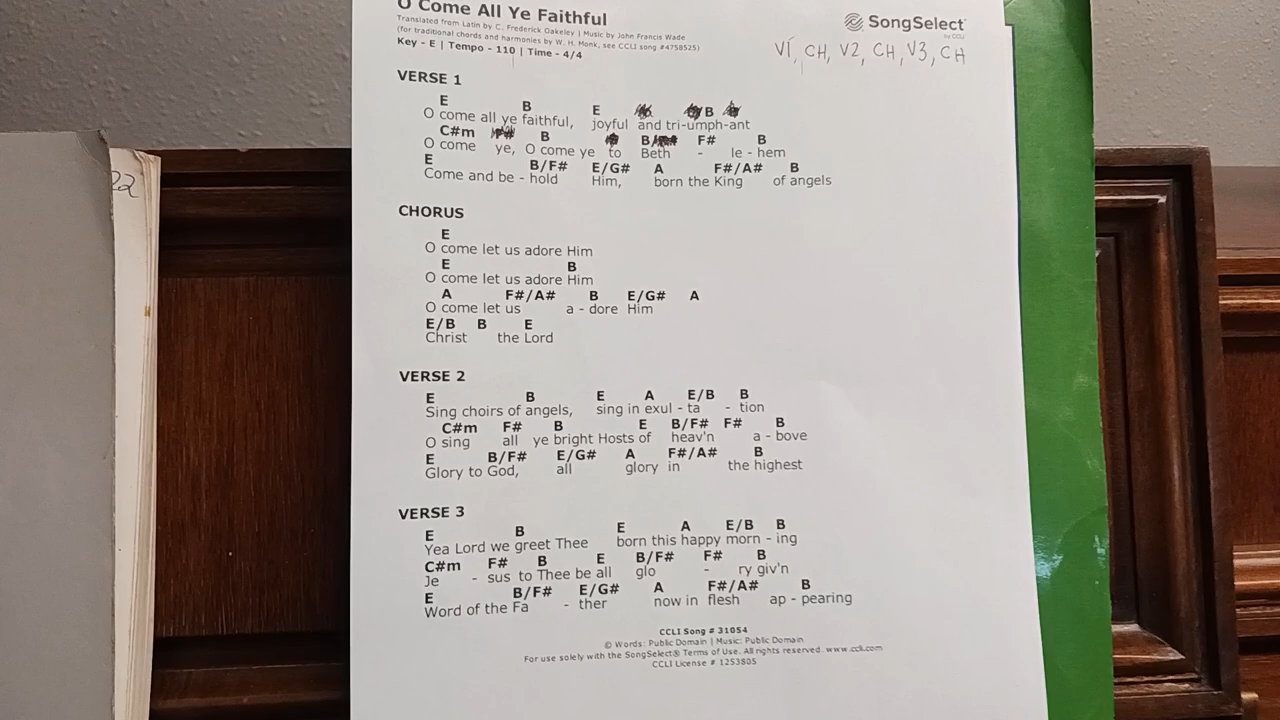 O Come All Ye Faithful
Translated from Latin by C. Frederick Oakeley | Music by John Francis Wade
(for traditional chords and harmonies by W. H. Monk, see CCLI song #4758525)
Key - E | Tempo - 110 | Time - 4/4
SongSelect
by CCLI
V1, CH, V2, CH, V3, CH
22
VERSE 1
E B E B
O come all ye faithful, joyful and tri-umph-ant
C#m B B/ F# B
O come ye, O come ye to Beth - le - hem
E B/F# E/G# A F#/A# B
Come and be - hold Him, born the King of angels
CHORUS
E
O come let us adore Him
E B
O come let us adore Him
A F#/A# B E/G# A
O come let us a - dore Him
E/B B E
Christ the Lord
VERSE 2
E B E A E/B B
Sing choirs of angels, sing in exul - ta - tion
C#m F# B E B/F# F# B
O sing all ye bright Hosts of heav'n a - bove
E B/F# E/G# A F#/A# B
Glory to God, all glory in the highest
VERSE 3
E B E A E/B B
Yea Lord we greet Thee born this happy morn - ing
C#m F# B E B/F# F# B
Je - sus to Thee be all glo - ry giv'n
E B/F# E/G# A F#/A# B
Word of the Fa - ther now in flesh ap - pearing
CCLI Song # 31054
© Words: Public Domain | Music: Public Domain
For use solely with the SongSelect® Terms of Use. All rights reserved. www.ccli.com
CCLI License # 1253805